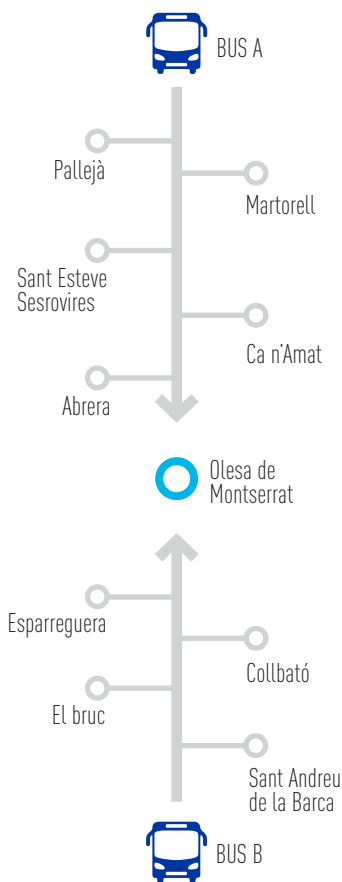 BUS A
Pallejà
Martorell
Sant Esteve
Sesrovires
Ca n'Amat
Abrera
Olesa de
Montserrat
Esparreguera
Collbató
El bruc
Sant Andreu
de la Barca
BUS B